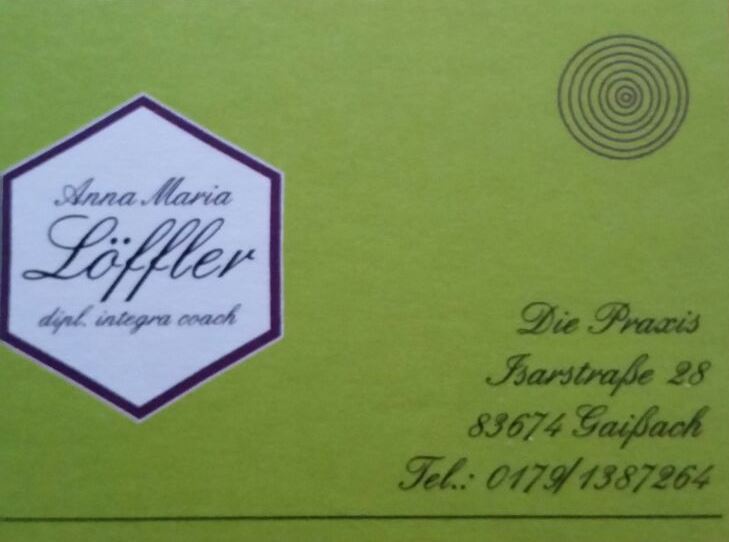 Anna Maria
Löffler
dipl. integra coach
Die Praxis
Isarstraße 28
83674 Gaißach
Tel.: 0179/1387264